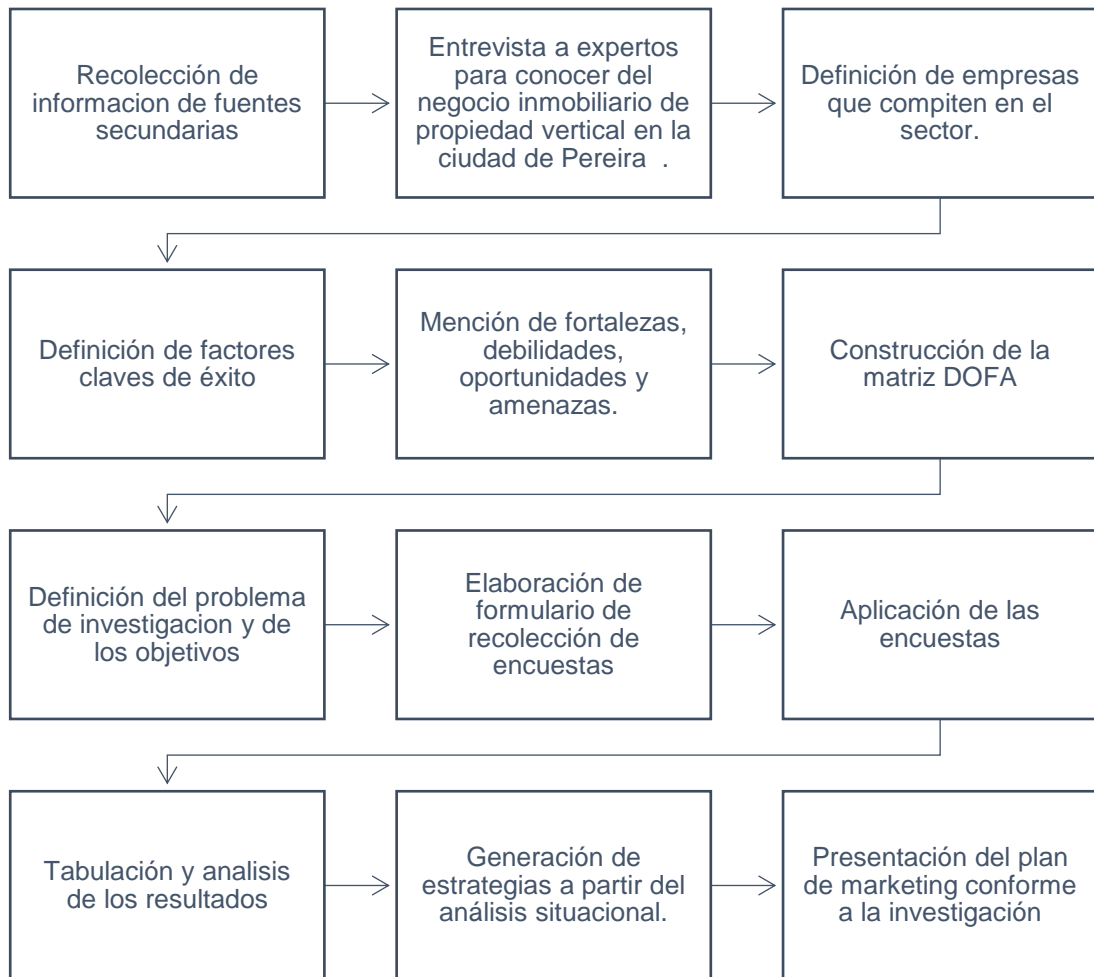 Recolección de
informacion de fuentes
secundarias
Entrevista a expertos
para conocer del
negocio inmobiliario de
propiedad vertical en la
ciudad de Pereira  .
Definición de empresas
que compiten en el
sector.
Definición de factores
claves de éxito
Mención de fortalezas,
debilidades,
oportunidades y
amenazas.
Construcción de la
matriz DOFA
Definición del problema
de investigacion y de
los objetivos
Elaboración de
formulario de
recolección de
encuestas
Aplicación de las
encuestas
Tabulación y analisis
de los resultados
Generación de
estrategias a partir del
análisis situacional.
Presentación del plan
de marketing conforme
a la investigación